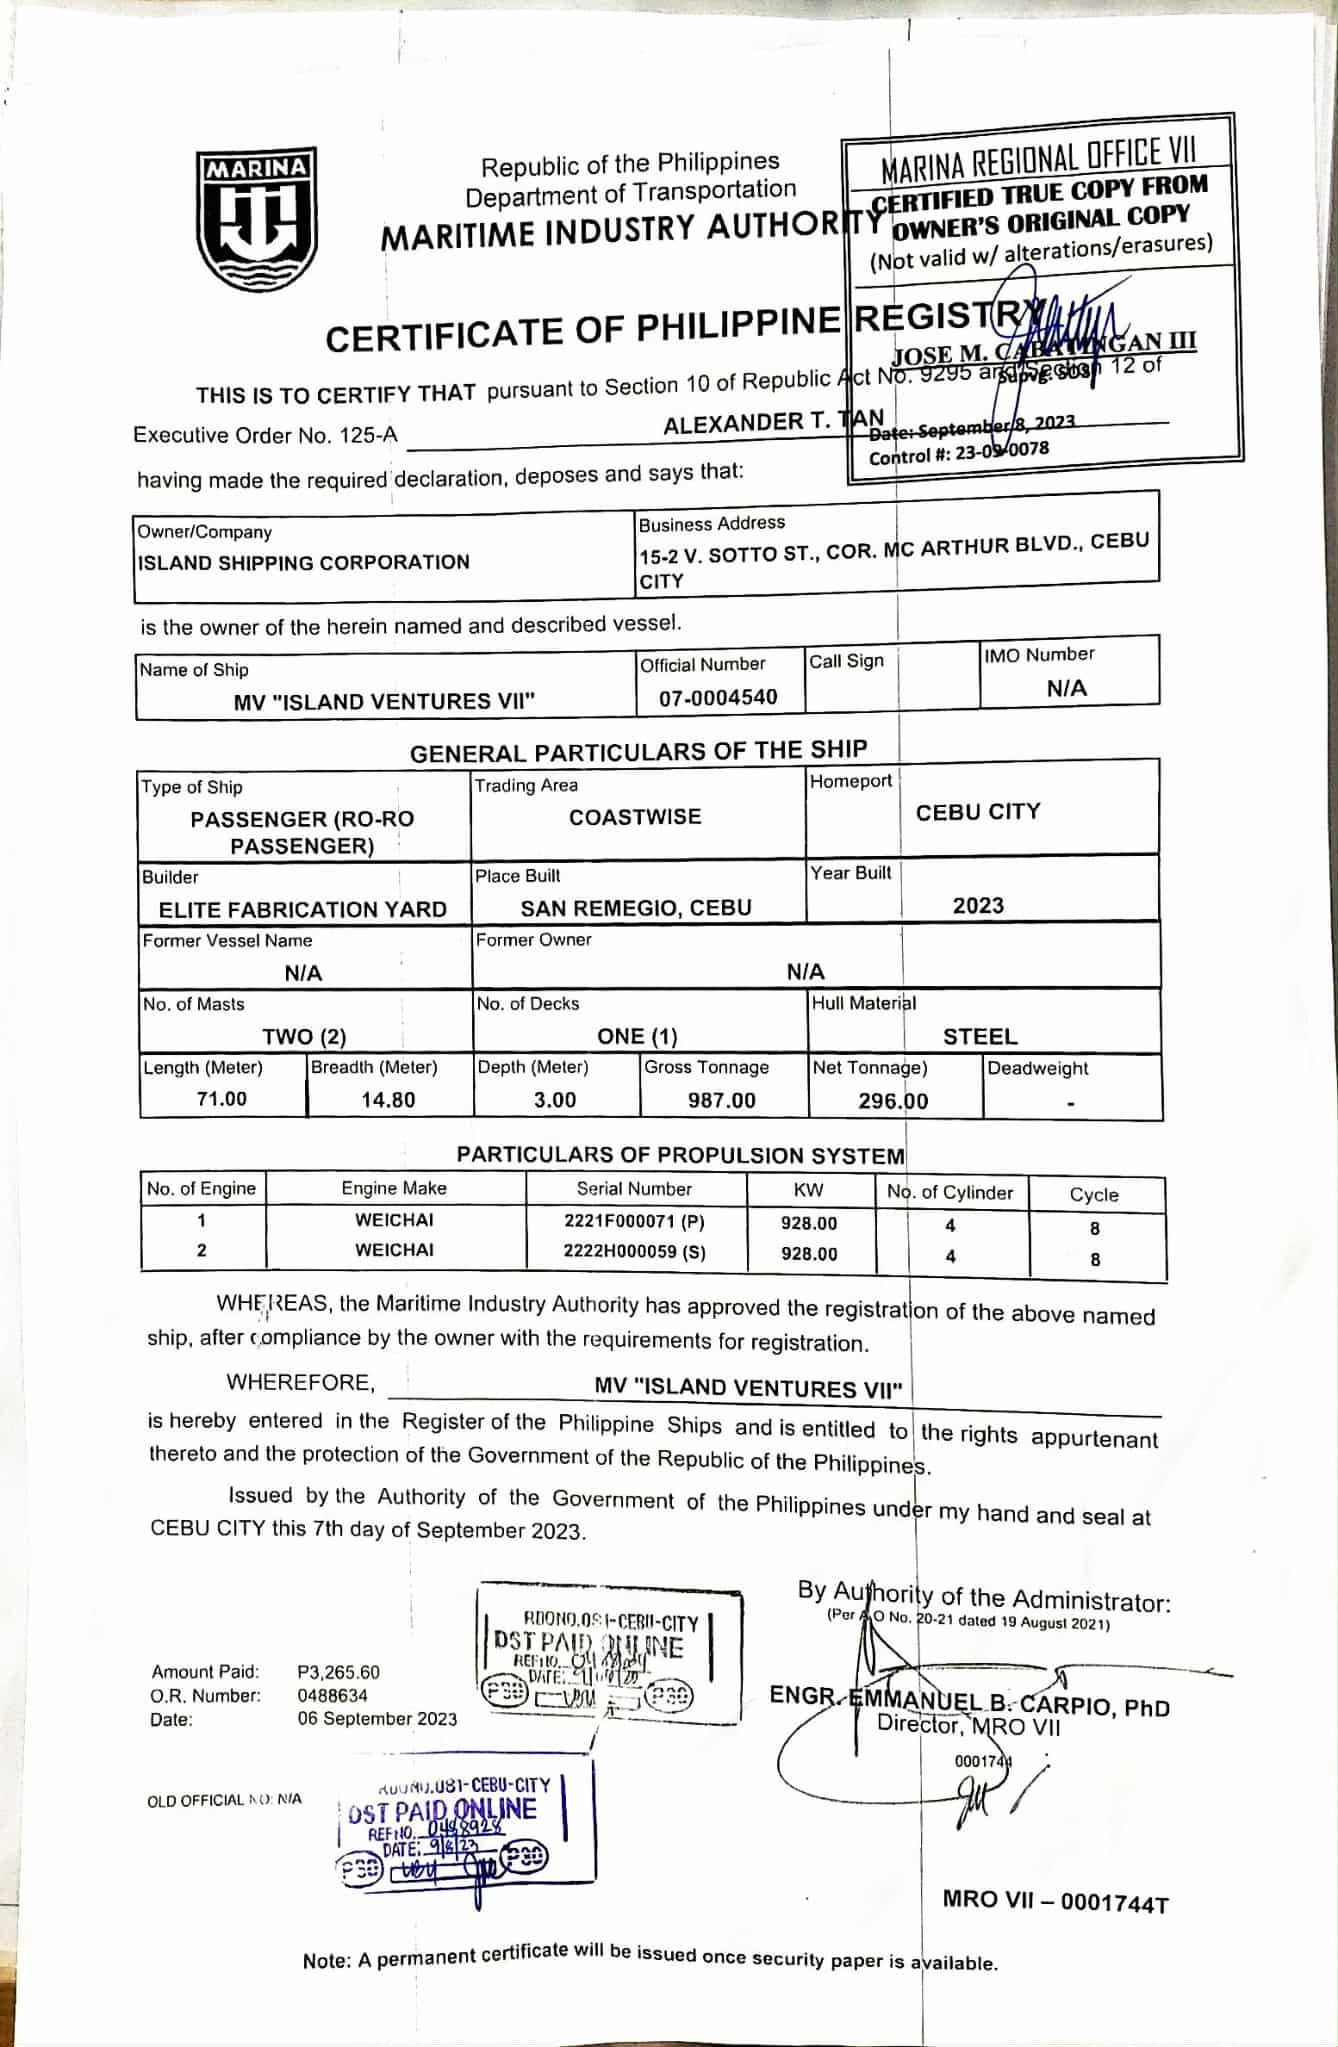 MARINA
Republic of the Philippines
Department of Transportation
MARITIME INDUSTRY AUTHORITY
MARINA REGIONAL OFFICE VII
CERTIFIED TRUE COPY FROM
OWNER'S ORIGINAL COPY
(Not valid w/ alterations/erasures)
CERTIFICATE OF PHILIPPINE REGISTRY
JOSE M. CABATINGAN III
Supvg. SDS
Date: September 8, 2023
Control #: 23-09-0078
THIS IS TO CERTIFY THAT pursuant to Section 10 of Republic Act No. 9295 and Section 12 of
Executive Order No. 125-A ALEXANDER T. TAN
having made the required declaration, deposes and says that:
Owner/Company Business Address
ISLAND SHIPPING CORPORATION 15-2 V. SOTTO ST., COR. MC ARTHUR BLVD., CEBU
CITY
is the owner of the herein named and described vessel.
Name of Ship Official Number Call Sign IMO Number
MV "ISLAND VENTURES VII" 07-0004540 N/A
GENERAL PARTICULARS OF THE SHIP
Type of Ship Trading Area Homeport
PASSENGER (RO-RO COASTWISE CEBU CITY
PASSENGER)
Builder Place Built Year Built
ELITE FABRICATION YARD SAN REMEGIO, CEBU 2023
Former Vessel Name Former Owner
N/A N/A
No. of Masts No. of Decks Hull Material
TWO (2) ONE (1) STEEL
Length (Meter) Breadth (Meter) Depth (Meter) Gross Tonnage Net Tonnage) Deadweight
71.00 14.80 3.00 987.00 296.00 -
PARTICULARS OF PROPULSION SYSTEM
No. of Engine Engine Make Serial Number KW No. of Cylinder Cycle
1 WEICHAI 2221F000071 (P) 928.00 4 8
2 WEICHAI 2222H000059 (S) 928.00 4 8
WHEREAS, the Maritime Industry Authority has approved the registration of the above named
ship, after compliance by the owner with the requirements for registration.
WHEREFORE, MV "ISLAND VENTURES VII"
is hereby entered in the Register of the Philippine Ships and is entitled to the rights appurtenant
thereto and the protection of the Government of the Republic of the Philippines.
Issued by the Authority of the Government of the Philippines under my hand and seal at
CEBU CITY this 7th day of September 2023.
By Authority of the Administrator:
(Per AO No. 20-21 dated 19 August 2021)
RDO NO.081-CEBU-CITY
DST PAID ONLINE
REF NO.
DATE:
PSO PSO
Amount Paid: P3,265.60
O.R. Number: 0488634
Date: 06 September 2023
ENGR. EMMANUEL B. CARPIO, PhD
Director, MRO VII
0001744
RDO NO.081-CEBU-CITY
DST PAID ONLINE
REF NO. 0488928
DATE: 9/8/23
PSO PSO
OLD OFFICIAL NO: N/A
MRO VII – 0001744T
Note: A permanent certificate will be issued once security paper is available.